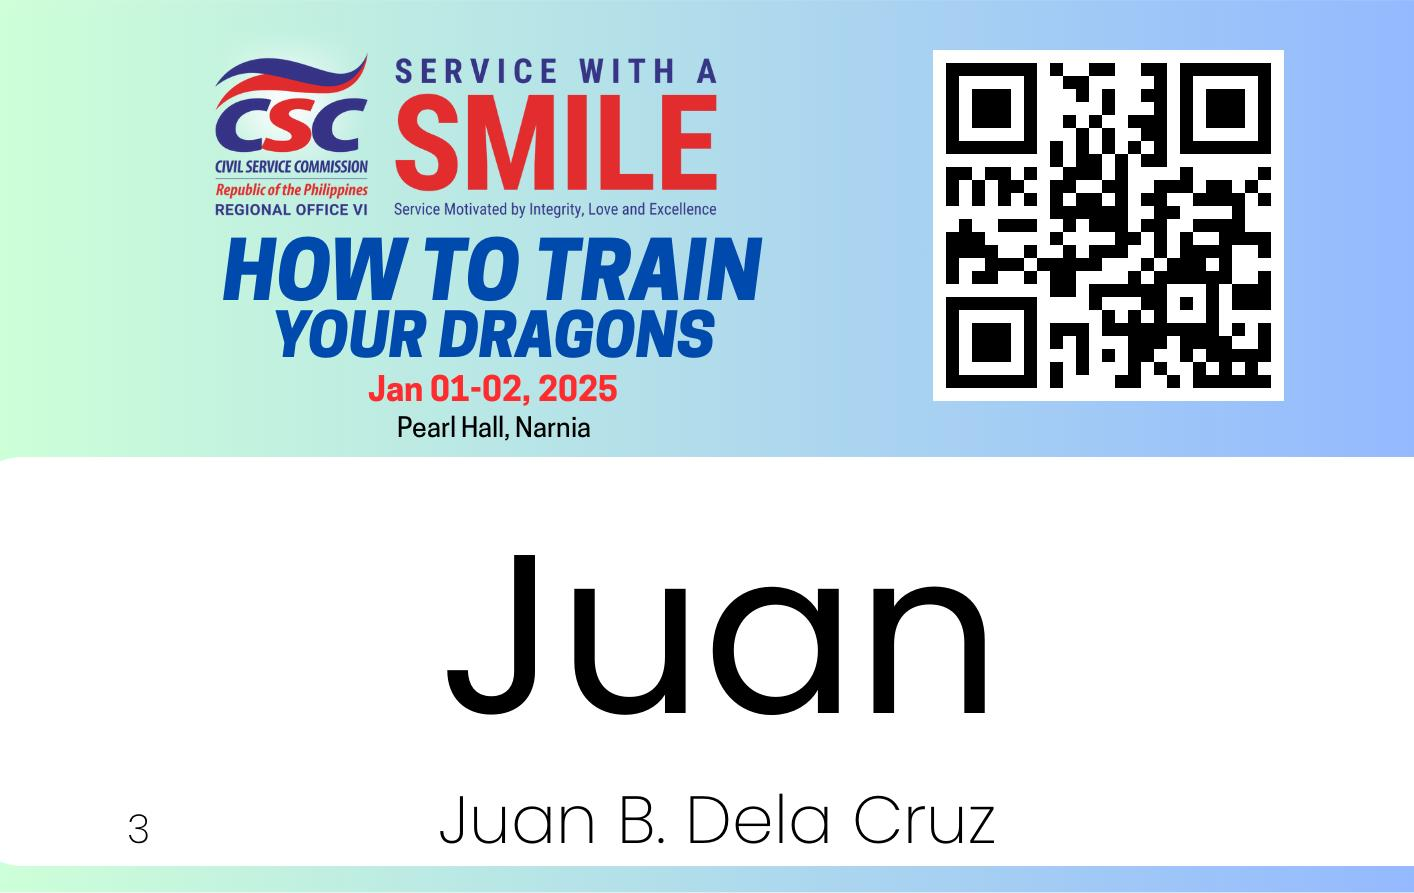 CSC
CIVIL SERVICE COMMISSION
Republic of the Philippines
REGIONAL OFFICE VI
SERVICE WITH A
SMILE
Service Motivated by Integrity, Love and Excellence
HOW TO TRAIN
YOUR DRAGONS
Jan 01-02, 2025
Pearl Hall, Narnia
Juan
Juan B. Dela Cruz
3